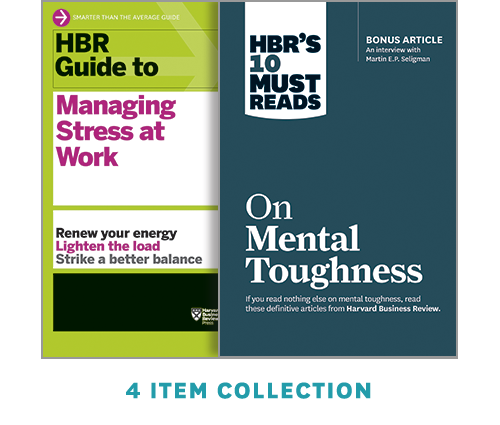 SMARTER THAN THE AVERAGE GUIDE
HBR
Guide to
Managing
Stress at
Work
Renew your energy
Lighten the load
Strike a better balance
Harvard
Business
Review
Press
HBR'S
10
MUST
READS
BONUS ARTICLE
An interview with
Martin E.P. Seligman
On
Mental
Toughness
If you read nothing else on mental toughness, read
these definitive articles from Harvard Business Review.
4 ITEM COLLECTION